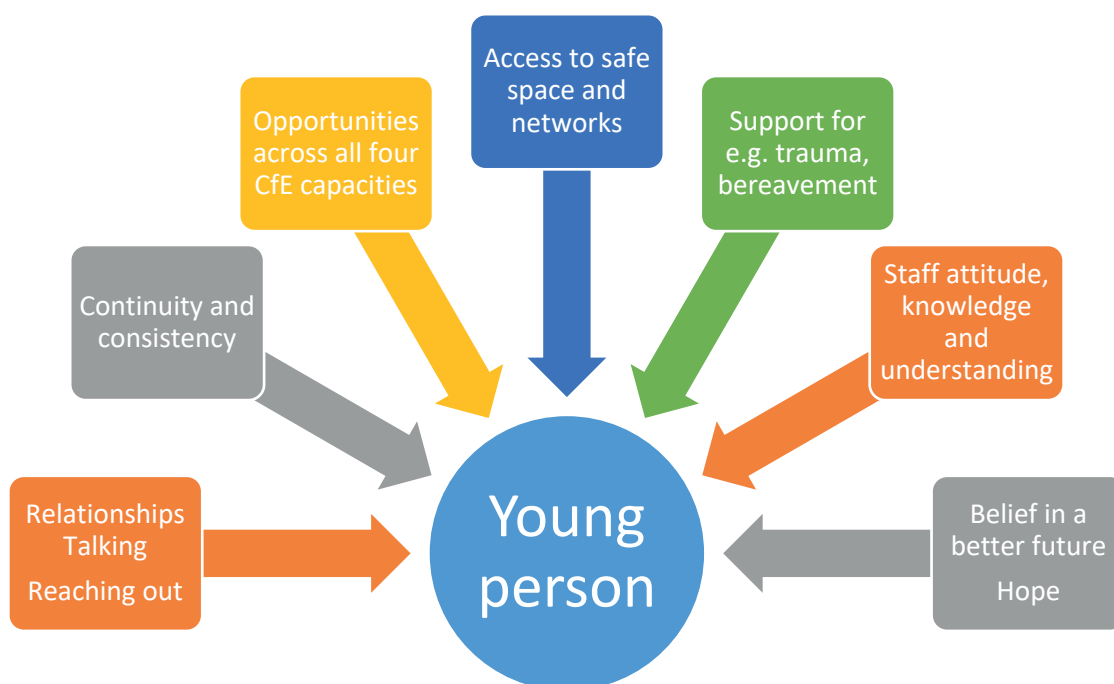 Access to safe
space and
networks
Opportunities
across all four
CfE capacities
Support for
e.g. trauma,
bereavement
Continuity and
consistency
Staff attitude,
knowledge
and
understanding
Relationships
Talking
Reaching out
Young
person
Belief in a
better future
Hope